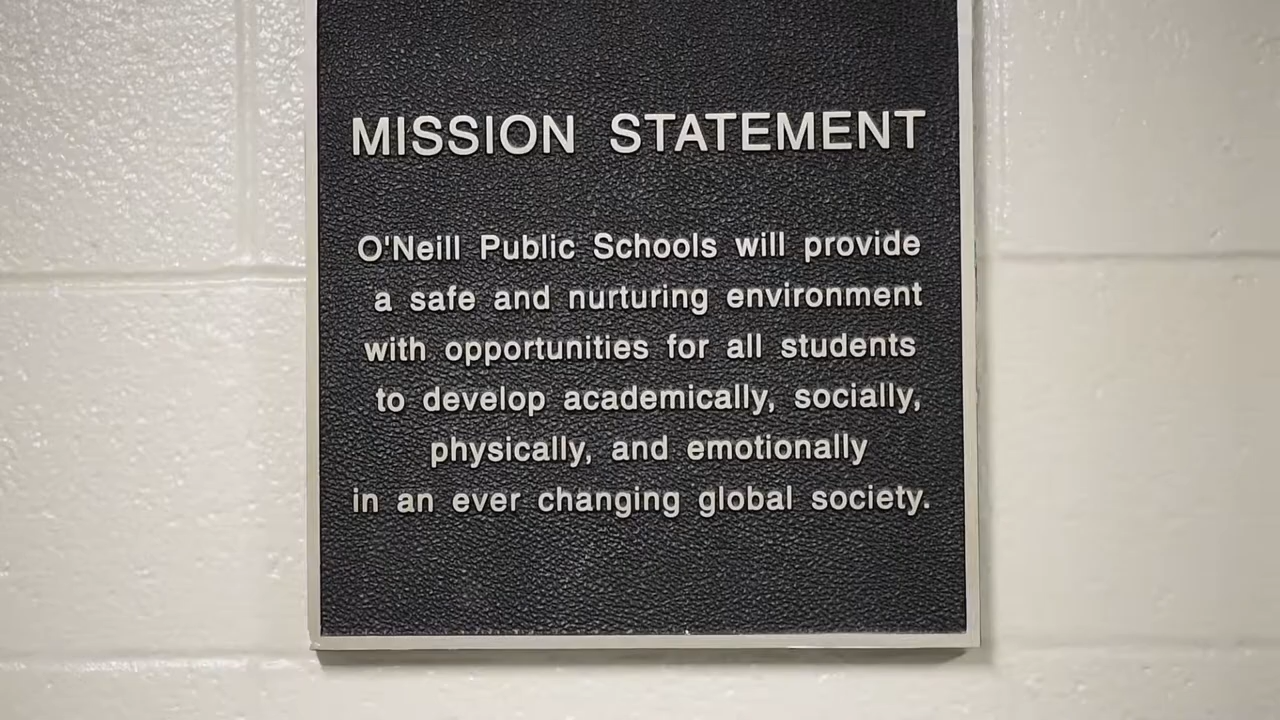 MISSION STATEMENT
O'Neill Public Schools will provide
a safe and nurturing environment
with opportunities for all students
to develop academically, socially,
physically, and emotionally
in an ever changing global society.